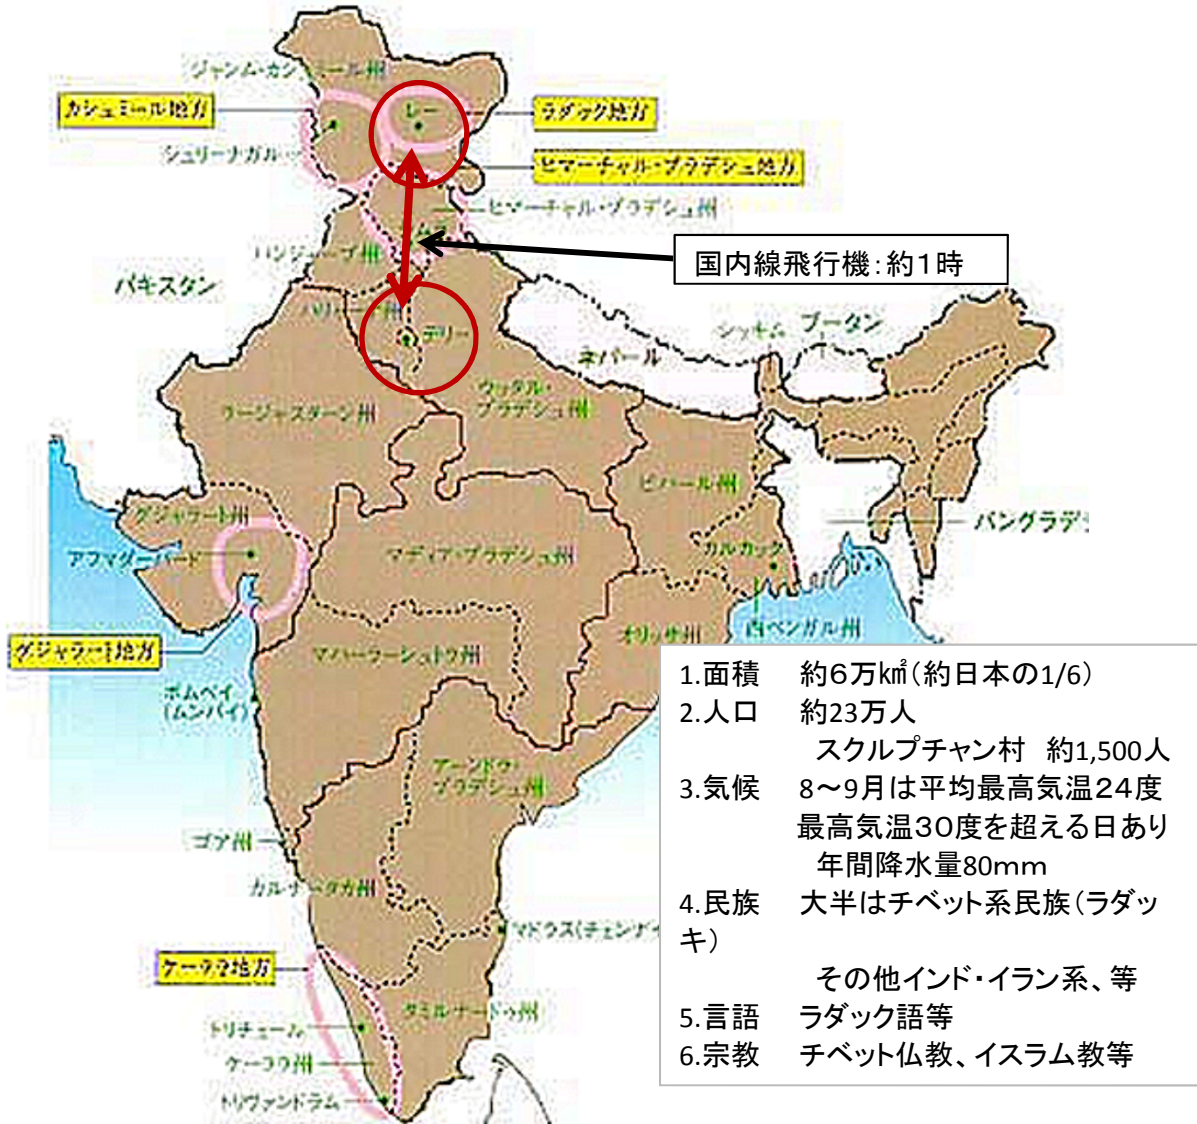 ジャンム・カシミール州
カシュミール地方
レー
ラダック地方
シュリーナガル
ヒマーチャル・プラデシュ地方
ヒマーチャル・プラデシュ州
パンジャーブ州
国内線飛行機:約1時
パキスタン
デリー
シッキム
ブータン
ネパール
ウッタル・
プラデシュ州
ラージャスターン州
ビハール州
グジャラート州
バングラデ
アフマダーバード
マディア・プラデシュ州
カルカッタ
オリッサ州
西ベンガル州
グジャラート地方
マハーラーシュトラ州
ボムベイ
(ムンバイ)
1.面積 約6万㎢(約日本の1/6)
2.人口 約23万人
スクルプチャン村 約1,500人
3.気候 8~9月は平均最高気温24度
最高気温30度を超える日あり
年間降水量80mm
4.民族 大半はチベット系民族(ラダッ
キ)
その他インド・イラン系、等
5.言語 ラダック語等
6.宗教 チベット仏教、イスラム教等
アーンドラ・
プラデシュ州
ゴア州
カルナータカ州
マドラス(チェンナイ
ケーララ地方
タミルナードゥ州
トリチュール
ケーララ州
トリヴァンドラム